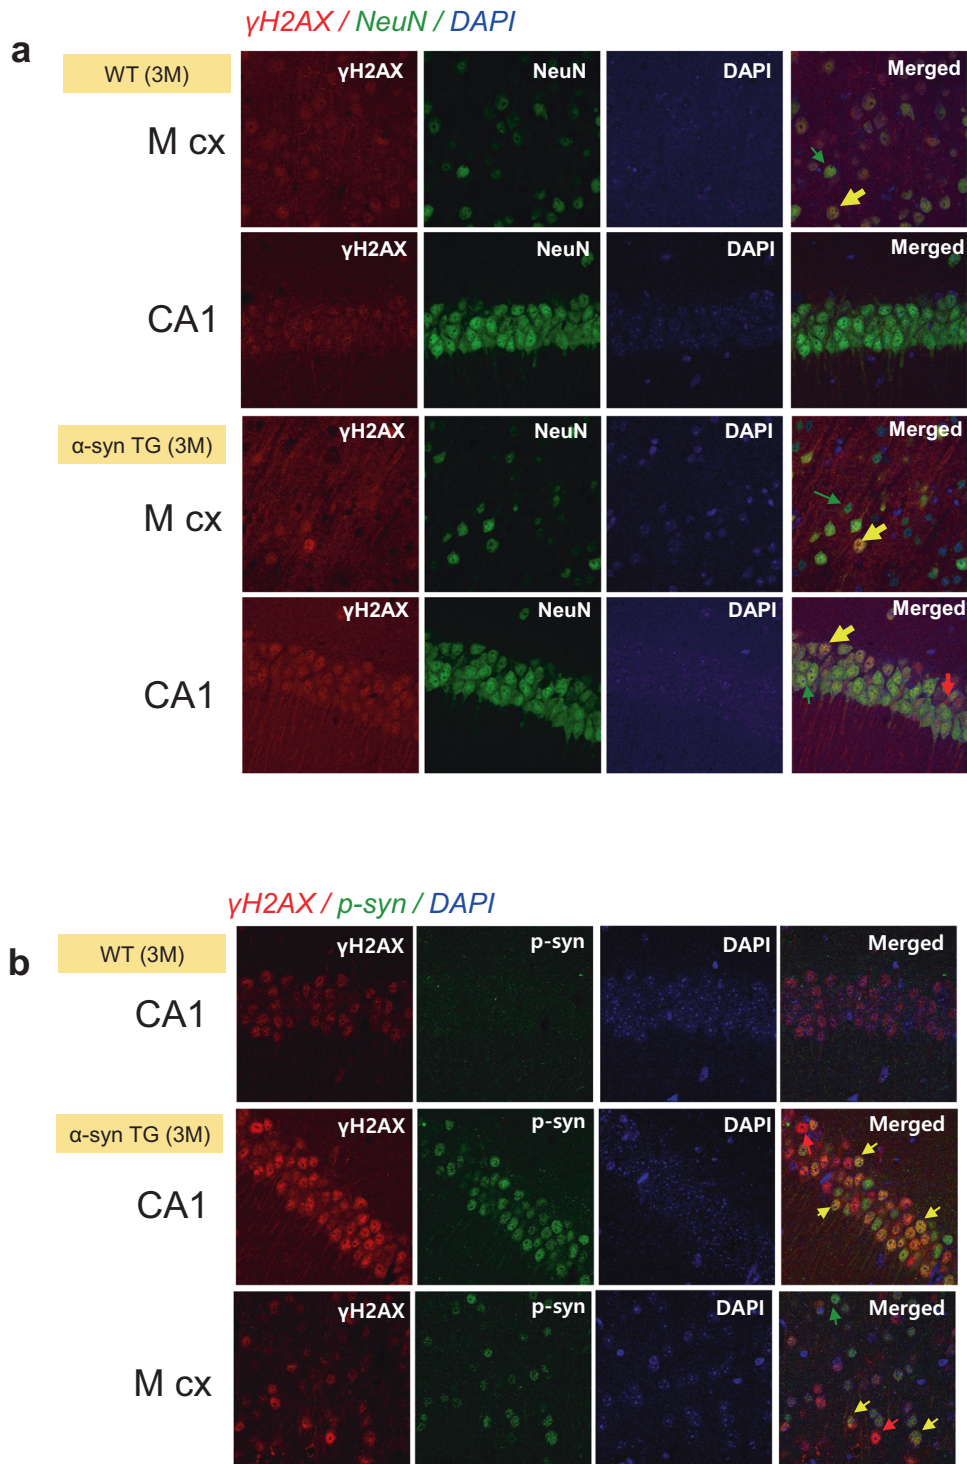 γH2AX / NeuN / DAPI
a
WT (3M)
γH2AX NeuN DAPI Merged
M cx
γH2AX NeuN DAPI Merged
CA1
α-syn TG (3M)
γH2AX NeuN DAPI Merged
M cx
γH2AX NeuN DAPI Merged
CA1
γH2AX / p-syn / DAPI
b
WT (3M)
γH2AX p-syn DAPI Merged
CA1
α-syn TG (3M)
γH2AX p-syn DAPI Merged
CA1
γH2AX p-syn DAPI Merged
M cx